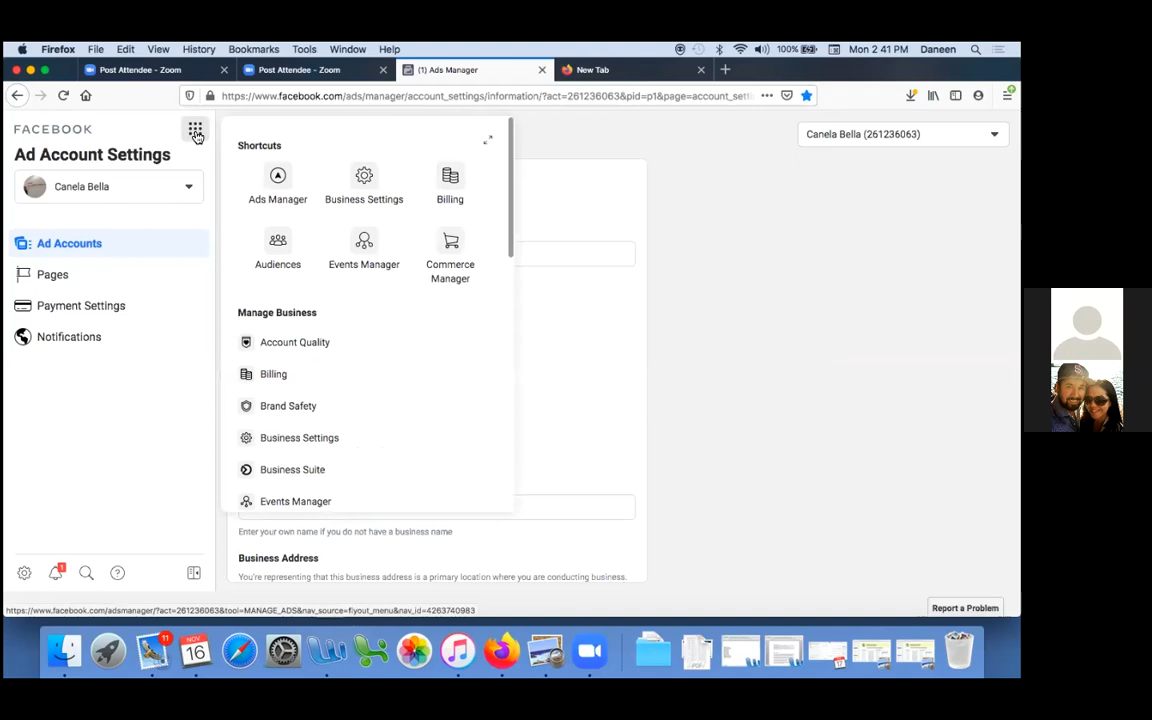 Firefox File Edit View History Bookmarks Tools Window Help 100% Mon 2:41 PM Daneen
Post Attendee - Zoom Post Attendee - Zoom (1) Ads Manager New Tab
https://www.facebook.com/ads/manager/account_settings/information/?act=261236063&pid=p1&page=account_setti
FACEBOOK
Ad Account Settings
Canela Bella
Ad Accounts
Pages
Payment Settings
Notifications
1
Shortcuts
Ads Manager Business Settings Billing
Audiences Events Manager Commerce
Manager
Manage Business
Account Quality
Billing
Brand Safety
Business Settings
Business Suite
Events Manager
Canela Bella (261236063)
Enter your own name if you do not have a business name
Business Address
You're representing that this business address is a primary location where you are conducting business.
Report a Problem
https://www.facebook.com/adsmanager/?act=261236063&tool=MANAGE_ADS&nav_source=flyout_menu&nav_id=4263740983
11
NOV
16